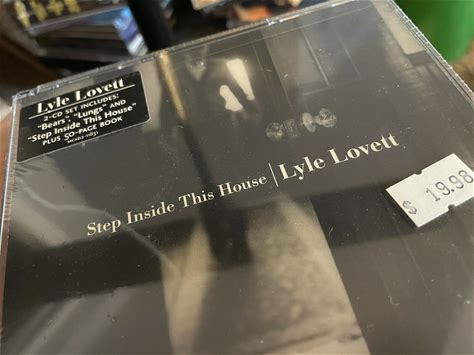 Lyle Lovett
2-CD SET INCLUDES:
"Bears", "Lungs" AND
"Step Inside This House"
PLUS 50-PAGE BOOK
Step Inside This House | Lyle Lovett
$ 19.98